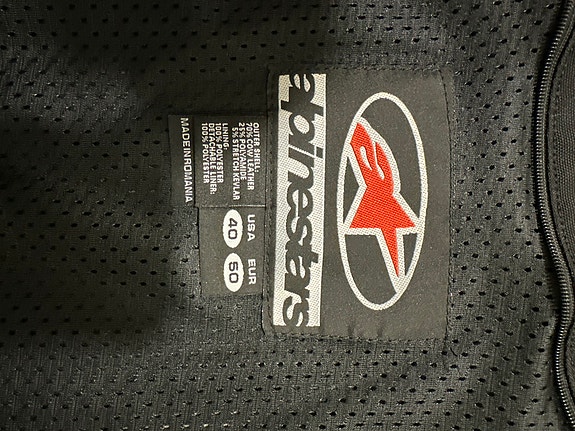 alpinestars
USA EUR
40 50
OUTER SHELL:
70% COW LEATHER
25% POLYAMIDE
5% STRETCH KEVLAR
LINING:
100% POLYESTER
DETACHABLE LINER:
100% POLYESTER
MADE IN ROMANIA